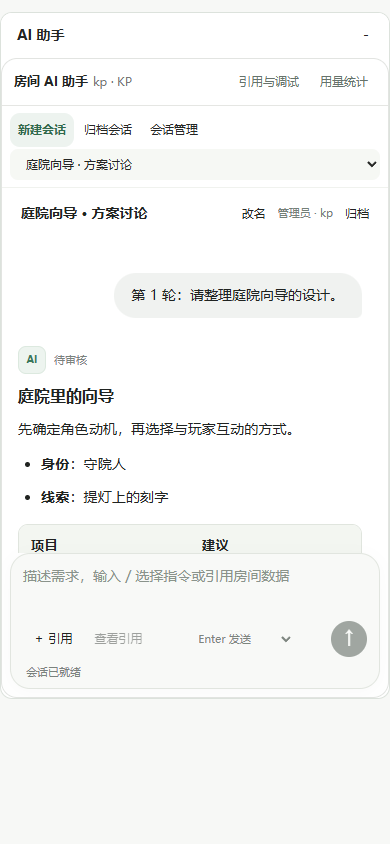 AI 助手 -
房间 AI 助手 kp · KP 引用与调试 用量统计
新建会话 归档会话 会话管理
庭院向导 · 方案讨论
庭院向导 • 方案讨论 改名 管理员 · kp 归档
第 1 轮：请整理庭院向导的设计。
AI 待审核
庭院里的向导
先确定角色动机，再选择与玩家互动的方式。
• 身份：守院人
• 线索：提灯上的刻字
项目 建议
描述需求，输入 / 选择指令或引用房间数据
+ 引用 查看引用 Enter 发送 ↑
会话已就绪